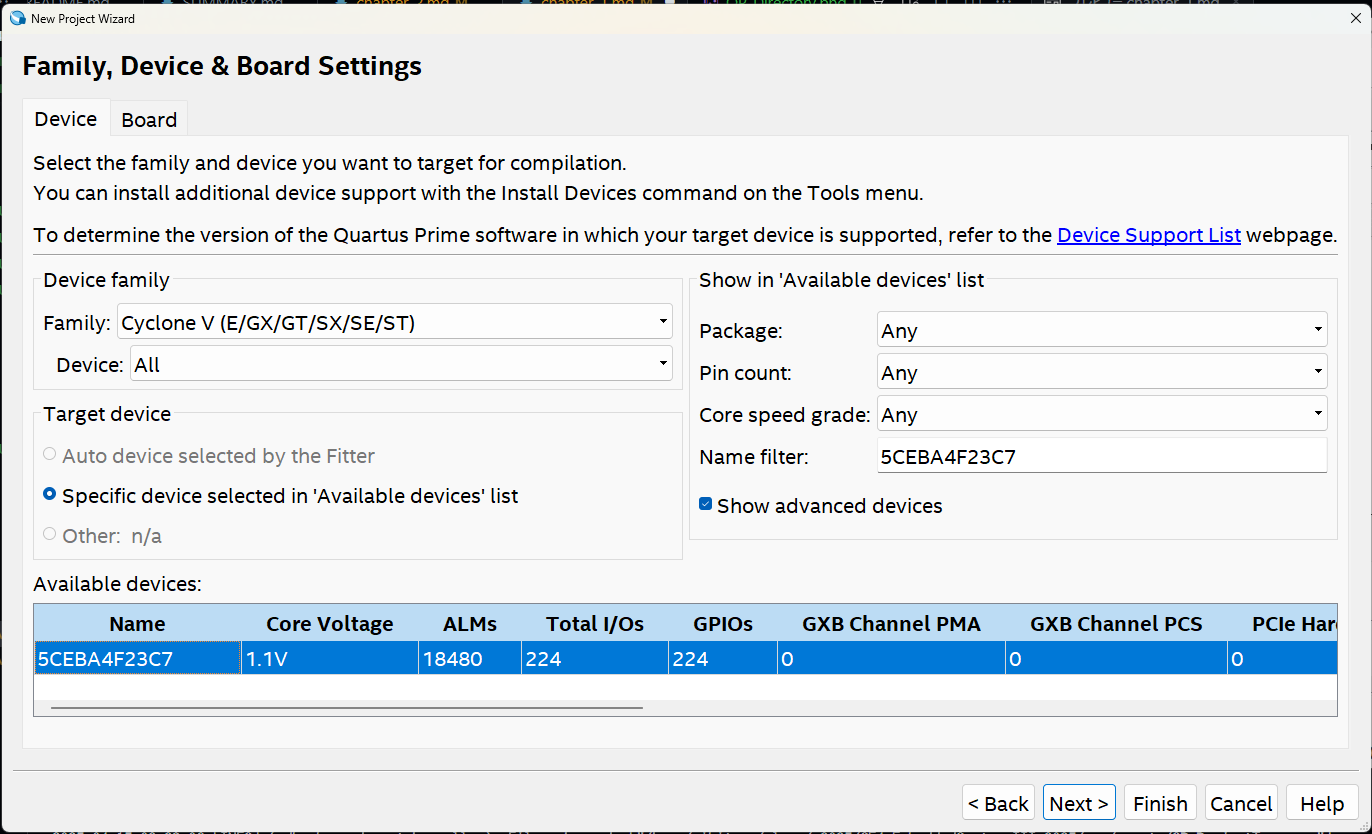 New Project Wizard
Family, Device & Board Settings
Device
Board
Select the family and device you want to target for compilation.
You can install additional device support with the Install Devices command on the Tools menu.
To determine the version of the Quartus Prime software in which your target device is supported, refer to the Device Support List webpage.
Device family
Family: Cyclone V (E/GX/GT/SX/SE/ST)
Device: All
Target device
Auto device selected by the Fitter
Specific device selected in 'Available devices' list
Other: n/a
Show in 'Available devices' list
Package: Any
Pin count: Any
Core speed grade: Any
Name filter: 5CEBA4F23C7
Show advanced devices
Available devices:
Name Core Voltage ALMs Total I/Os GPIOs GXB Channel PMA GXB Channel PCS PCIe Har
5CEBA4F23C7 1.1V 18480 224 224 0 0 0
< Back Next > Finish Cancel Help